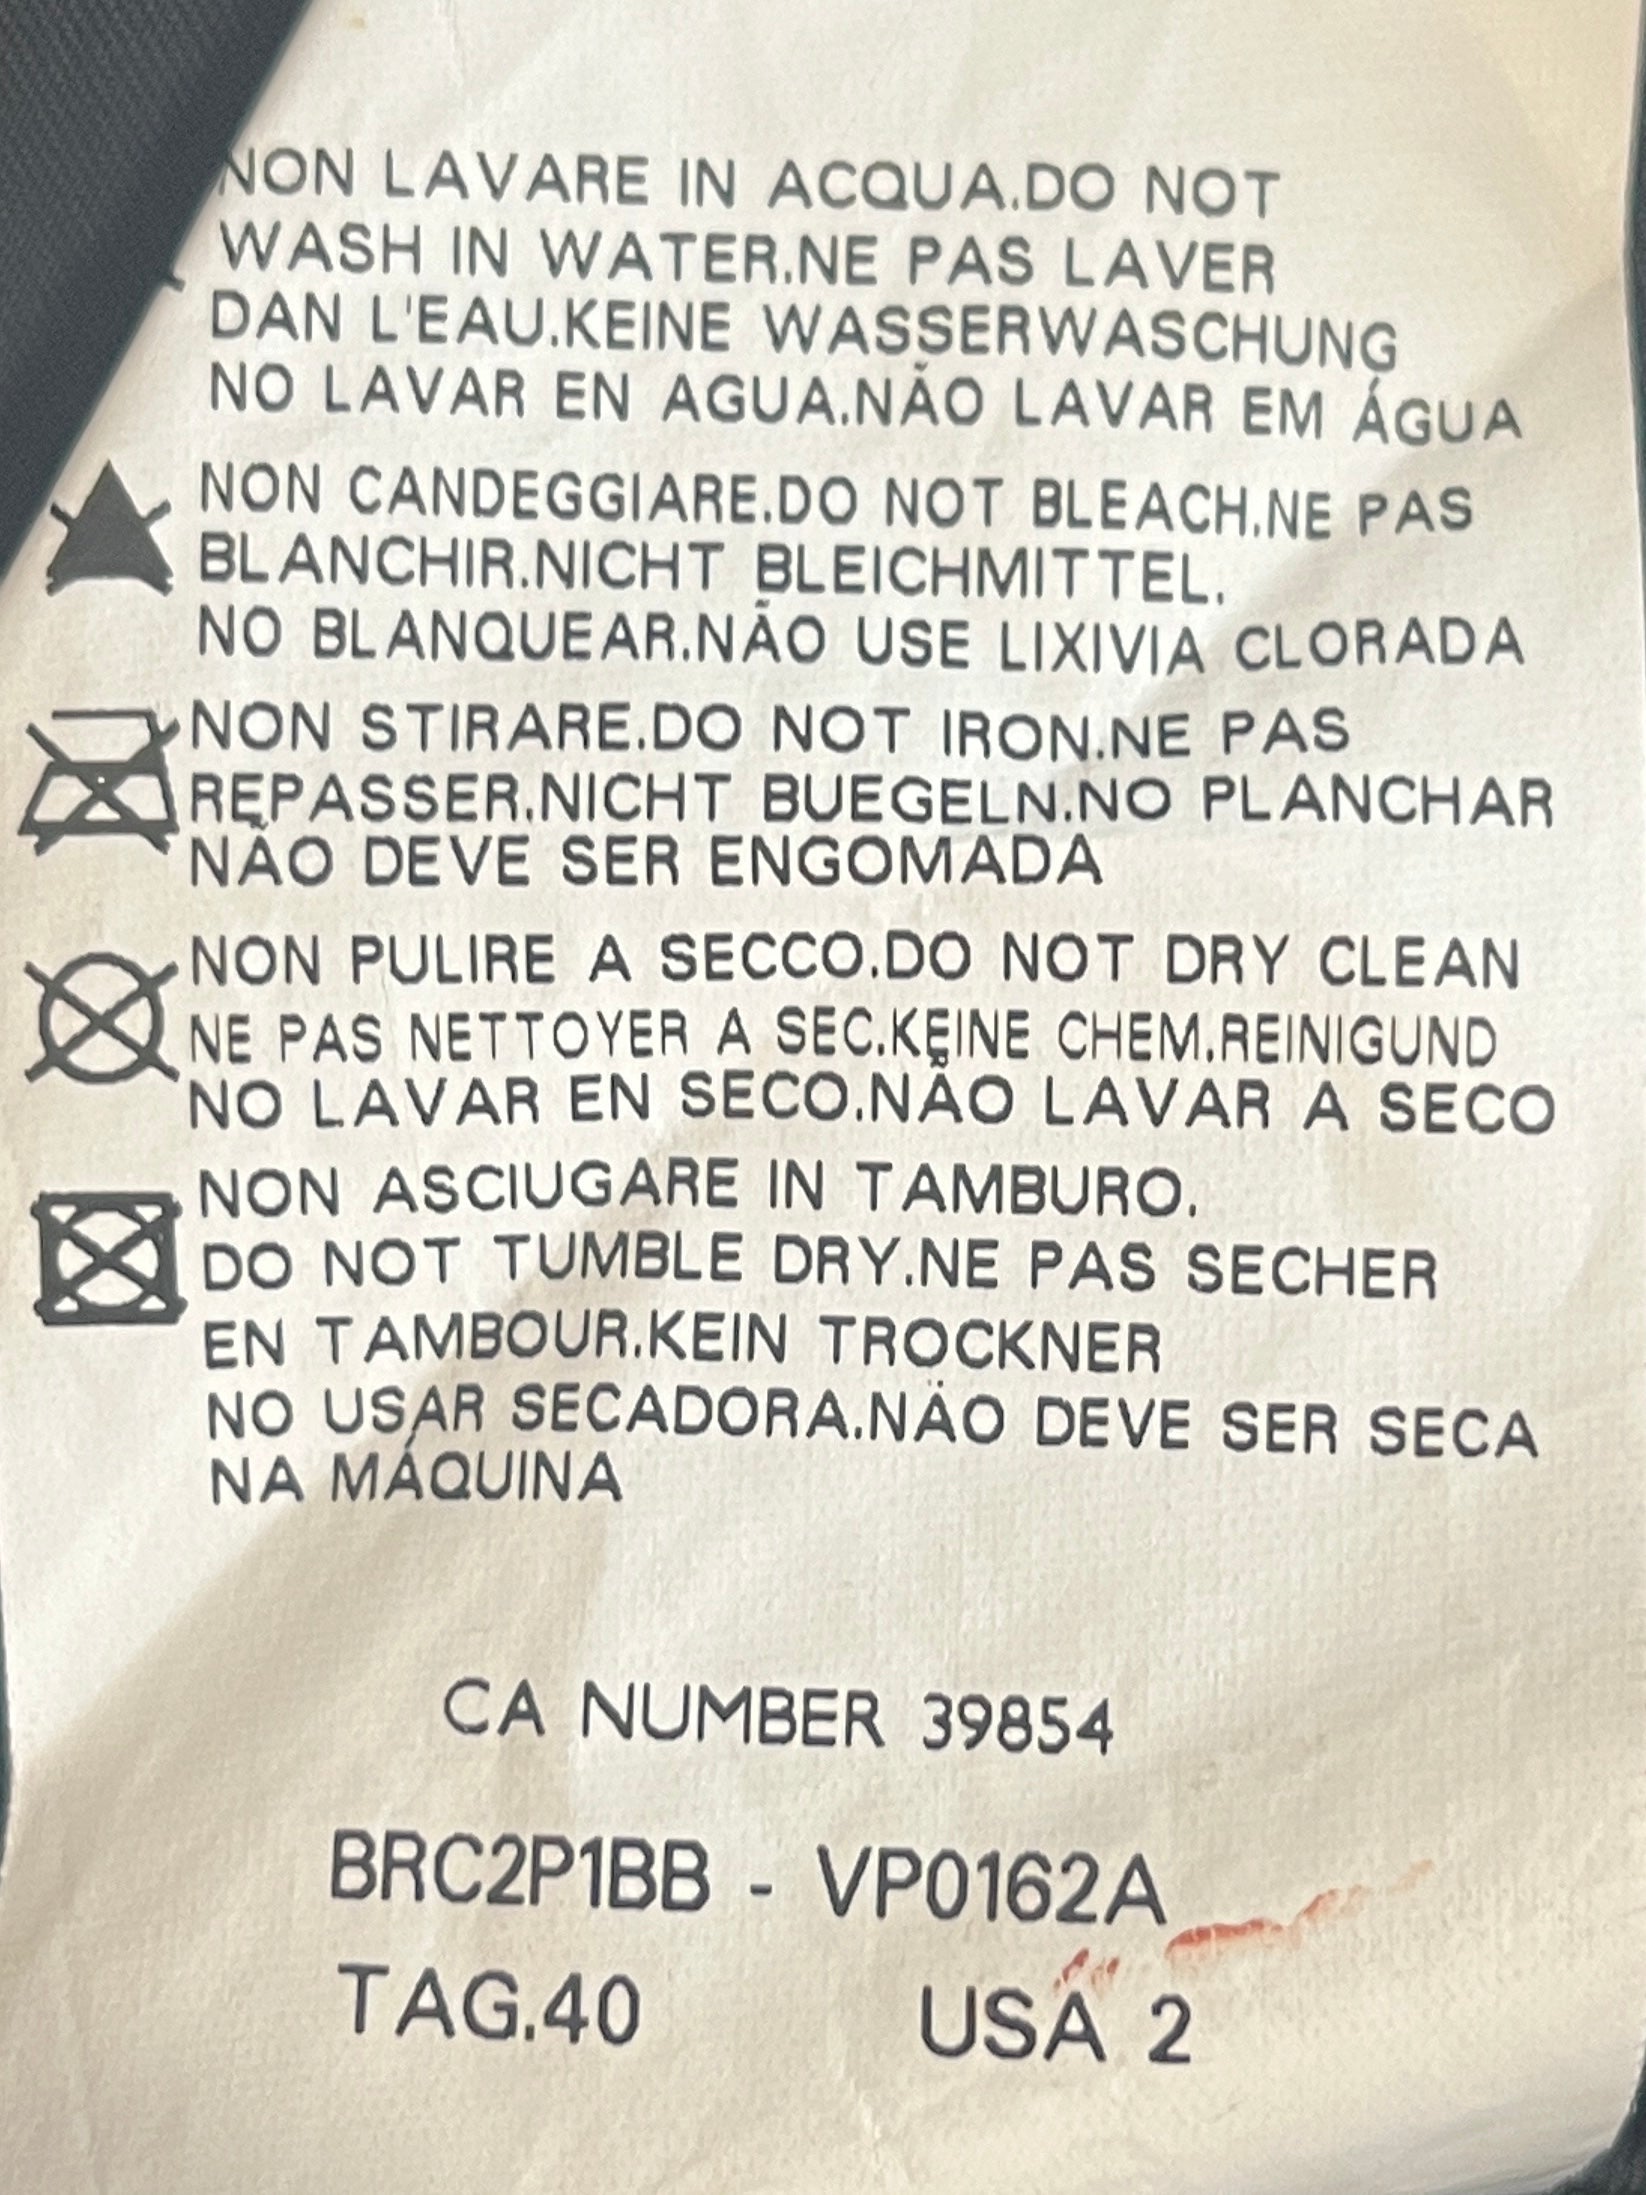 NON LAVARE IN ACQUA.DO NOT
WASH IN WATER.NE PAS LAVER
DAN L'EAU.KEINE WASSERWASCHUNG
NO LAVAR EN AGUA.NÃO LAVAR EM ÁGUA
NON CANDEGGIARE.DO NOT BLEACH.NE PAS
BLANCHIR.NICHT BLEICHMITTEL.
NO BLANQUEAR.NÃO USE LIXIVIA CLORADA
NON STIRARE.DO NOT IRON.NE PAS
REPASSER.NICHT BUEGELN.NO PLANCHAR
NÃO DEVE SER ENGOMADA
NON PULIRE A SECCO.DO NOT DRY CLEAN
NE PAS NETTOYER A SEC.KEINE CHEM.REINIGUND
NO LAVAR EN SECO.NÃO LAVAR A SECO
NON ASCIUGARE IN TAMBURO.
DO NOT TUMBLE DRY.NE PAS SECHER
EN TAMBOUR.KEIN TROCKNER
NO USAR SECADORA.NÃO DEVE SER SECA
NA MÁQUINA
CA NUMBER 39854
BRC2P1BB - VP0162A
TAG.40 USA 2